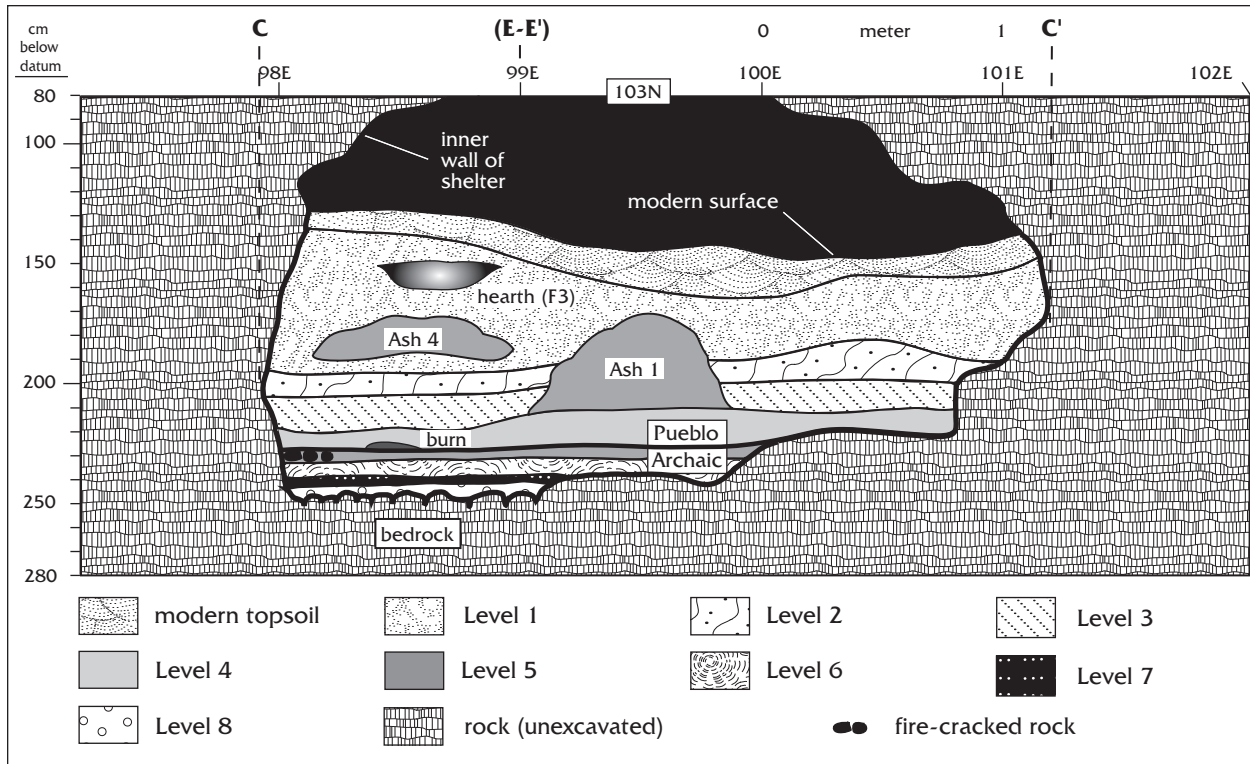 cm
below
datum
C
(E-E')
0 meter 1
C'
98E
99E
100E
101E
102E
80
103N
100
inner
wall of
shelter
modern surface
150
hearth (F3)
Ash 4
Ash 1
200
burn
Pueblo
Archaic
250
bedrock
280
modern topsoil
Level 1
Level 2
Level 3
Level 4
Level 5
Level 6
Level 7
Level 8
rock (unexcavated)
fire-cracked rock